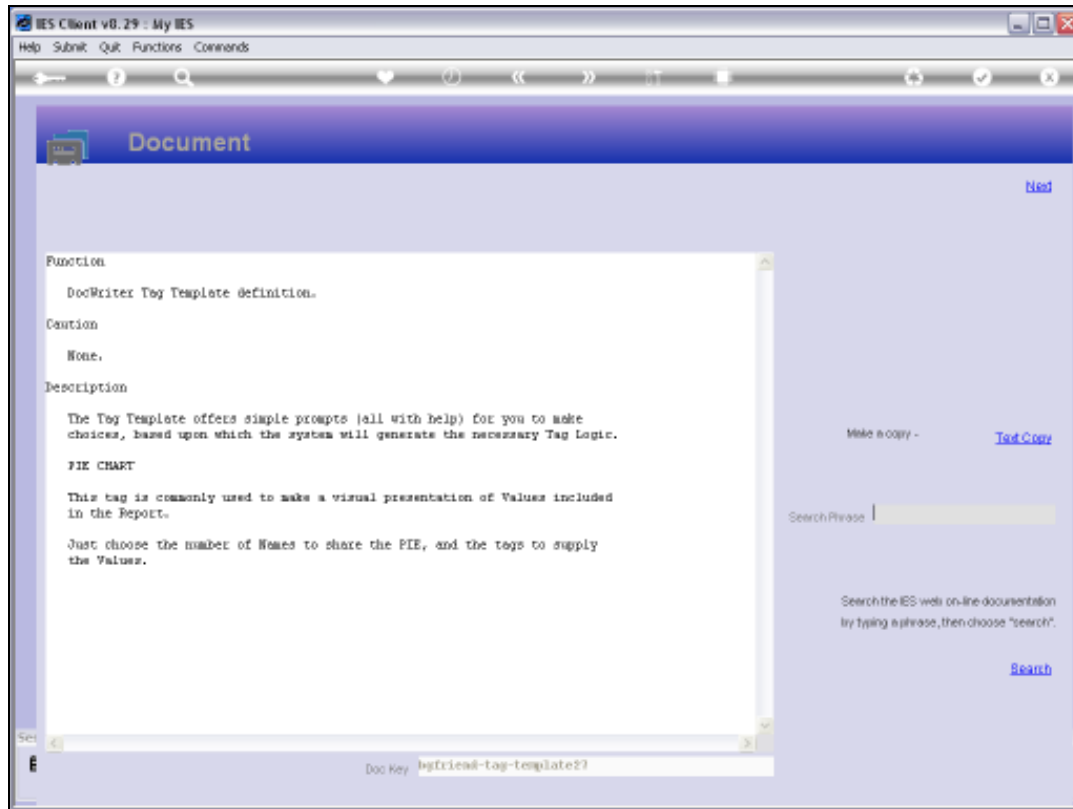 IES Client v8.29 : My IES
Help Submit Quit Functions Commands
Document
Next
Function
DocWriter Tag Template definition.
Caution
None.
Description
The Tag Template offers simple prompts (all with help) for you to make
choices, based upon which the system will generate the necessary Tag Logic.
PIE CHART
This tag is commonly used to make a visual presentation of Values included
in the Report.
Just choose the number of Names to share the PIE, and the tags to supply
the Values.
Make a copy -
Text Copy
Search Phrase
Search the IES web on-line documentation
by typing a phrase, then choose "search".
Search
Doc Key